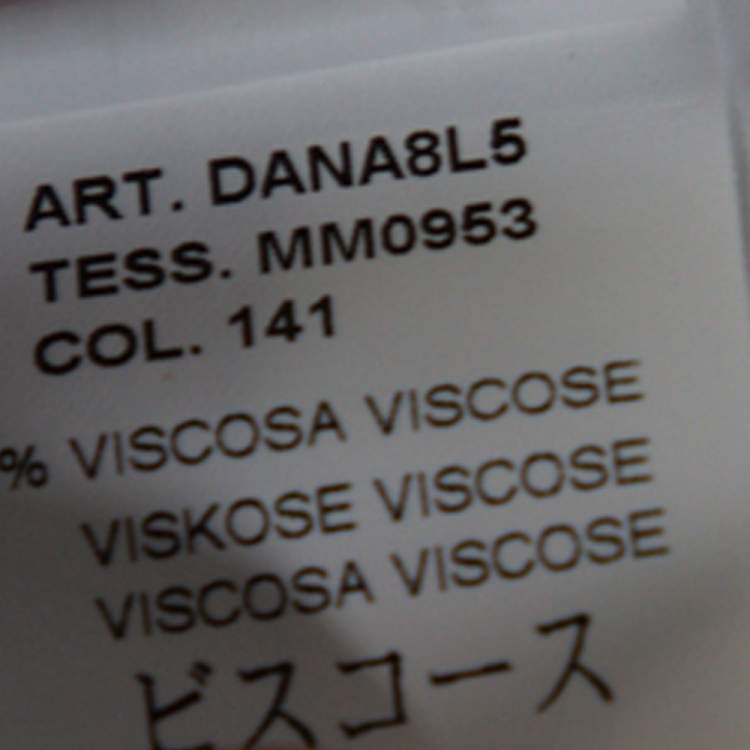 ART. DANA8L5
TESS. MM0953
COL. 141
% VISCOSA VISCOSE
VISKOSE VISCOSE
VISCOSA VISCOSE
ビスコース